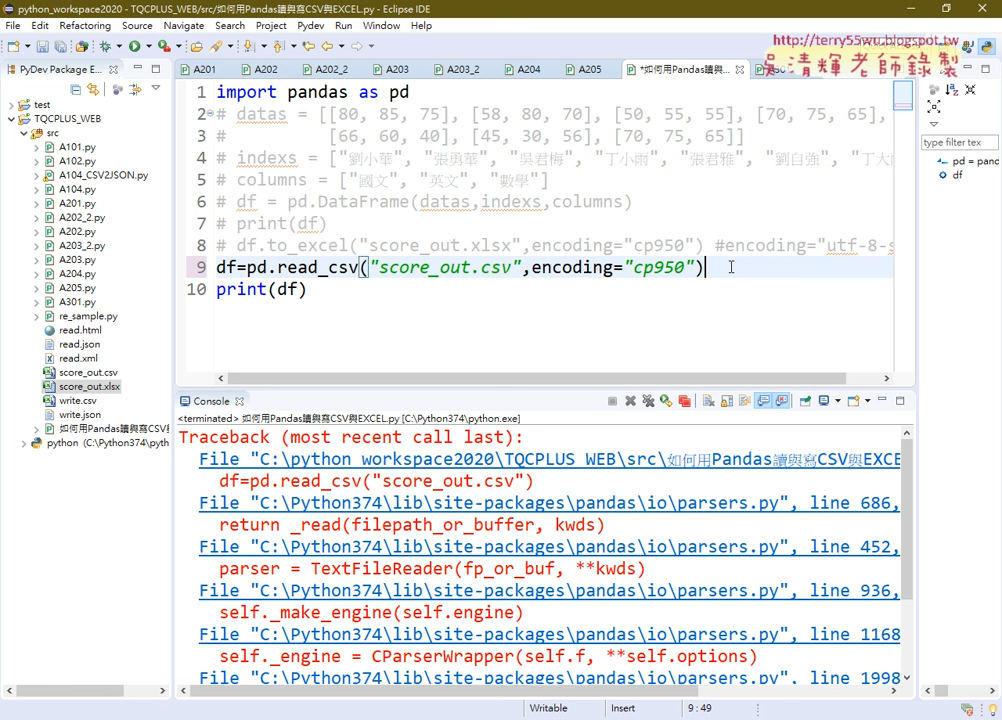 python_workspace2020 - TQCPLUS_WEB/src/如何用Pandas讀與寫CSV與EXCEL.py - Eclipse IDE
File Edit Refactoring Source Navigate Search Project Pydev Run Window Help
http://terry55wu.blogspot.tw
吳清輝老師錄製
PyDev Package E...
A201 A202 A202_2 A203 A203_2 A204 A205 *如何用Pandas讀與...
test
TQCPLUS_WEB
src
A101.py
A102.py
A104_CSV2JSON.py
A104.py
A201.py
A202_2.py
A202.py
A203_2.py
A203.py
A204.py
A205.py
A301.py
re_sample.py
read.html
read.json
read.xml
score_out.csv
score_out.xlsx
write.csv
write.json
如何用Pandas讀與寫CSV與
python (C:\Python374\pyth
1 import pandas as pd
2 # datas = [[80, 85, 75], [58, 80, 70], [50, 55, 55], [70, 75, 65],
3 # [66, 60, 40], [45, 30, 56], [70, 75, 65]]
4 # indexs = ["劉小華", "張勇華", "吳君梅", "丁小雨", "張君雅", "劉自強", "丁大
5 # columns = ["國文", "英文", "數學"]
6 # df = pd.DataFrame(datas,indexs,columns)
7 # print(df)
8 # df.to_excel("score_out.xlsx",encoding="cp950") #encoding="utf-8-s
9 df=pd.read_csv("score_out.csv",encoding="cp950")
10 print(df)
type filter tex
pd = pand
df
Console
<terminated> 如何用Pandas讀與寫CSV與EXCEL.py [C:\Python374\python.exe]
Traceback (most recent call last):
File "C:\python_workspace2020\TQCPLUS_WEB\src\如何用Pandas讀與寫CSV與EXCE
df=pd.read_csv("score_out.csv")
File "C:\Python374\lib\site-packages\pandas\io\parsers.py", line 686,
return _read(filepath_or_buffer, kwds)
File "C:\Python374\lib\site-packages\pandas\io\parsers.py", line 452,
parser = TextFileReader(fp_or_buf, **kwds)
File "C:\Python374\lib\site-packages\pandas\io\parsers.py", line 936,
self._make_engine(self.engine)
File "C:\Python374\lib\site-packages\pandas\io\parsers.py", line 1168
self._engine = CParserWrapper(self.f, **self.options)
File "C:\Python374\lib\site-packages\pandas\io\parsers.py", line 1998
Writable Insert 9 : 49